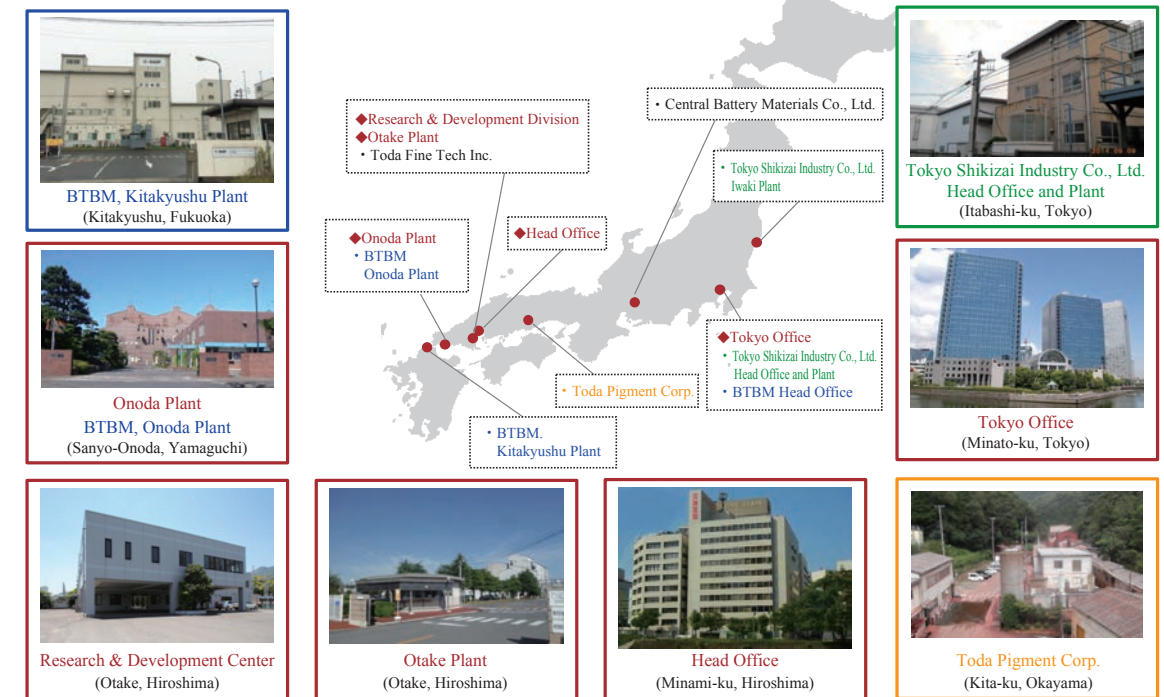 BTBM, Kitakyushu Plant
(Kitakyushu, Fukuoka)
◆Research & Development Division
◆Otake Plant
・Toda Fine Tech Inc.
・Central Battery Materials Co., Ltd.
・Tokyo Shikizai Industry Co., Ltd.
Iwaki Plant
Tokyo Shikizai Industry Co., Ltd.
Head Office and Plant
(Itabashi-ku, Tokyo)
◆Onoda Plant
・BTBM
Onoda Plant
◆Head Office
Onoda Plant
BTBM, Onoda Plant
(Sanyo-Onoda, Yamaguchi)
◆Tokyo Office
・Tokyo Shikizai Industry Co., Ltd.
Head Office and Plant
・BTBM Head Office
・Toda Pigment Corp.
・BTBM.
Kitakyushu Plant
Tokyo Office
(Minato-ku, Tokyo)
Research & Development Center
(Otake, Hiroshima)
Otake Plant
(Otake, Hiroshima)
Head Office
(Minami-ku, Hiroshima)
Toda Pigment Corp.
(Kita-ku, Okayama)